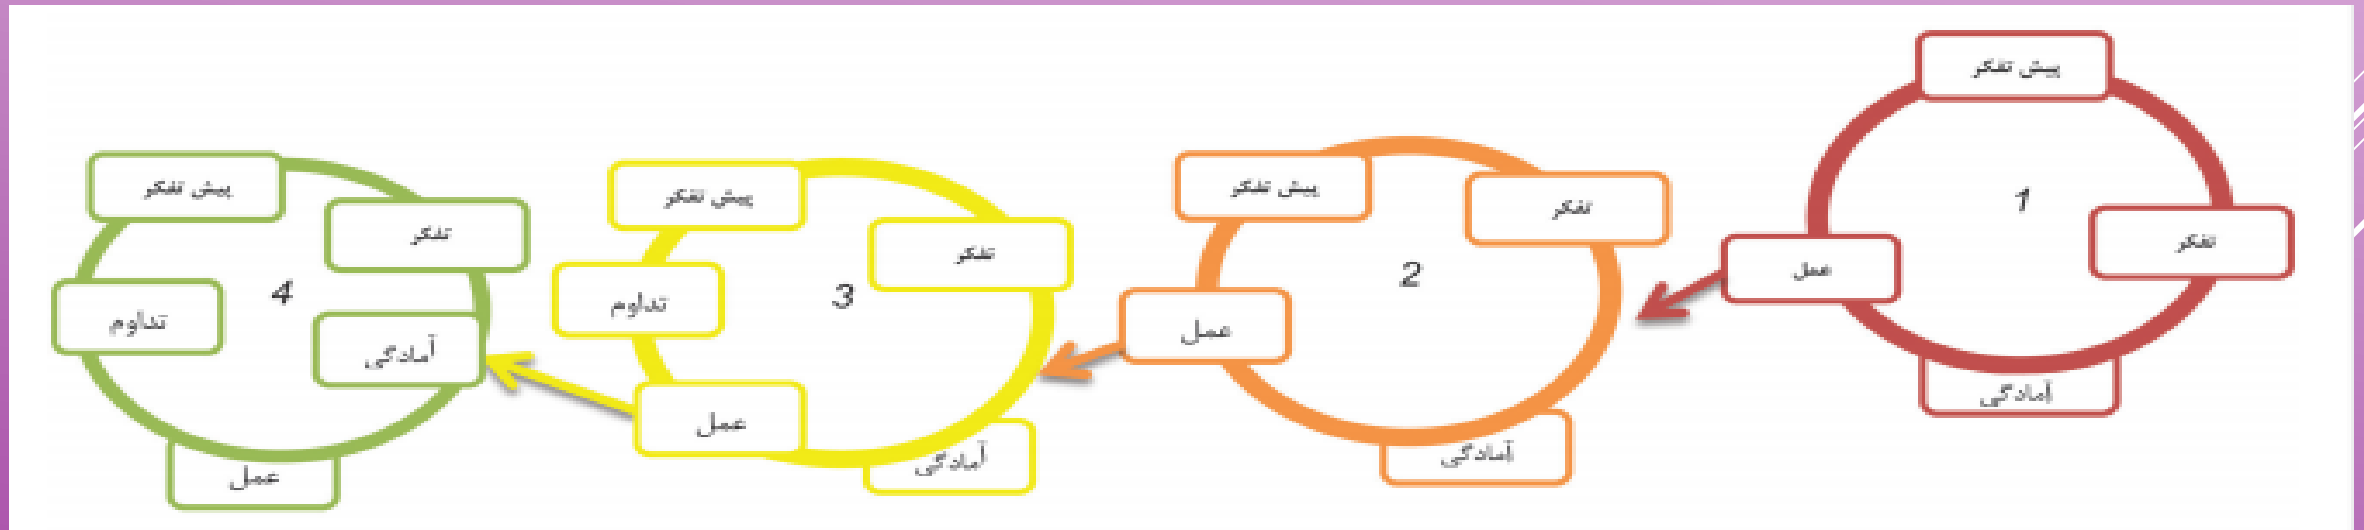 1
پیش تفکر
تفکر
آمادگی
عمل
2
پیش تفکر
تفکر
آمادگی
عمل
3
پیش تفکر
تفکر
آمادگی
عمل
تداوم
4
پیش تفکر
تفکر
آمادگی
عمل
تداوم